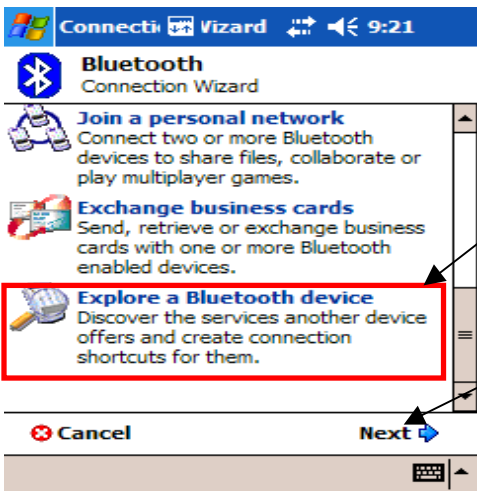 Connecti Vizard 9:21
Bluetooth
Connection Wizard
Join a personal network
Connect two or more Bluetooth
devices to share files, collaborate or
play multiplayer games.
Exchange business cards
Send, retrieve or exchange business
cards with one or more Bluetooth
enabled devices.
Explore a Bluetooth device
Discover the services another device
offers and create connection
shortcuts for them.
Cancel Next